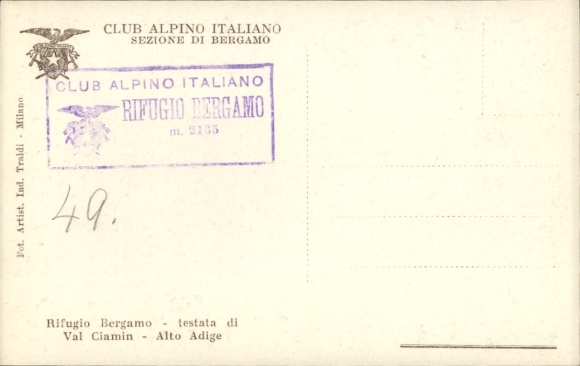 CLUB ALPINO ITALIANO
SEZIONE DI BERGAMO
CLUB ALPINO ITALIANO
RIFUGIO BERGAMO
m. 2165
Fot. Artist. Ind. Traldi - Milano.
49.
Rifugio Bergamo - testata di
Val Ciamin - Alto Adige